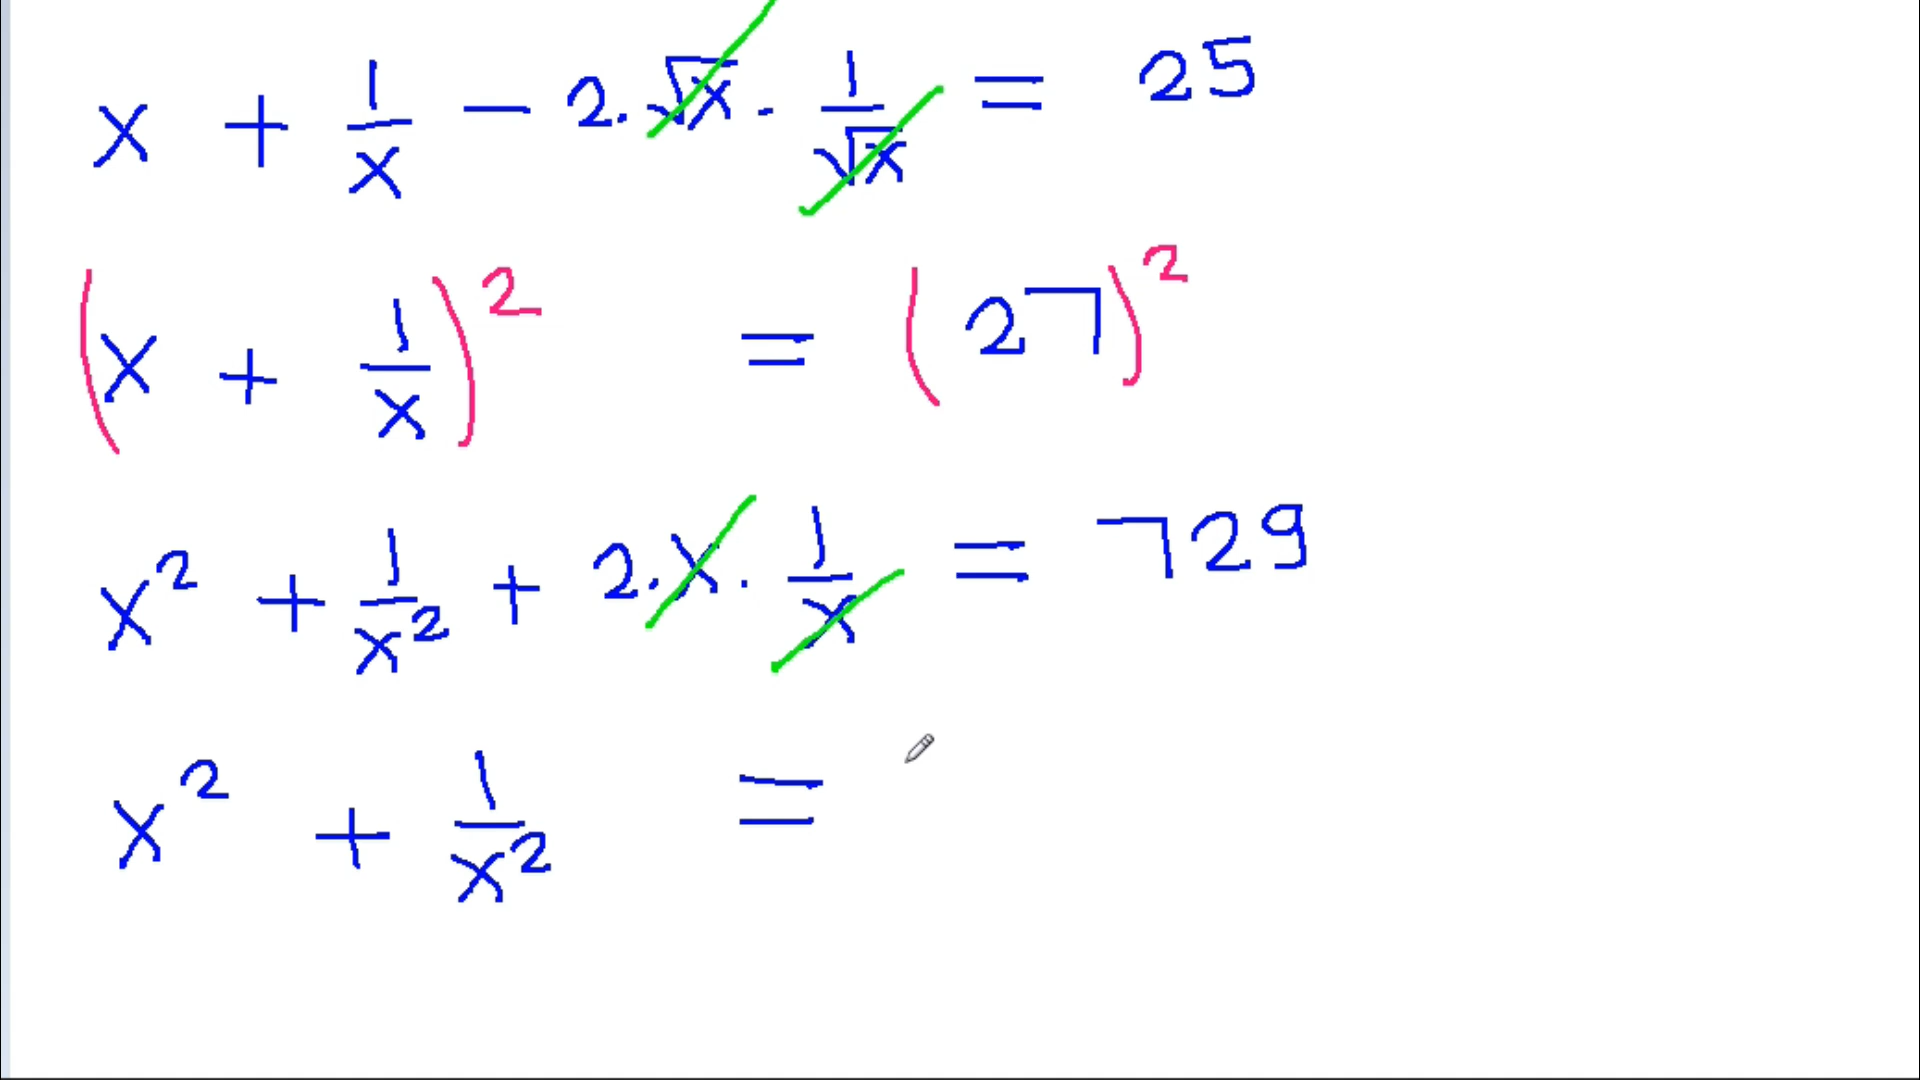 x + 1/x - 2.√x · 1/√x = 25
(x + 1/x)² = (27)²
x² + 1/x² + 2.x · 1/x = 729
x² + 1/x² =